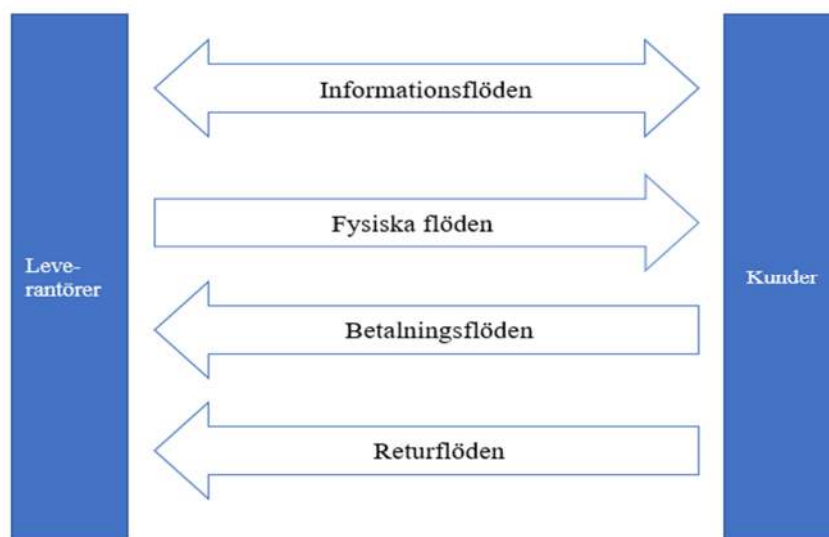 Informationsflöden
Fysiska flöden
Leve-
rantörer
Kunder
Betalningsflöden
Returflöden